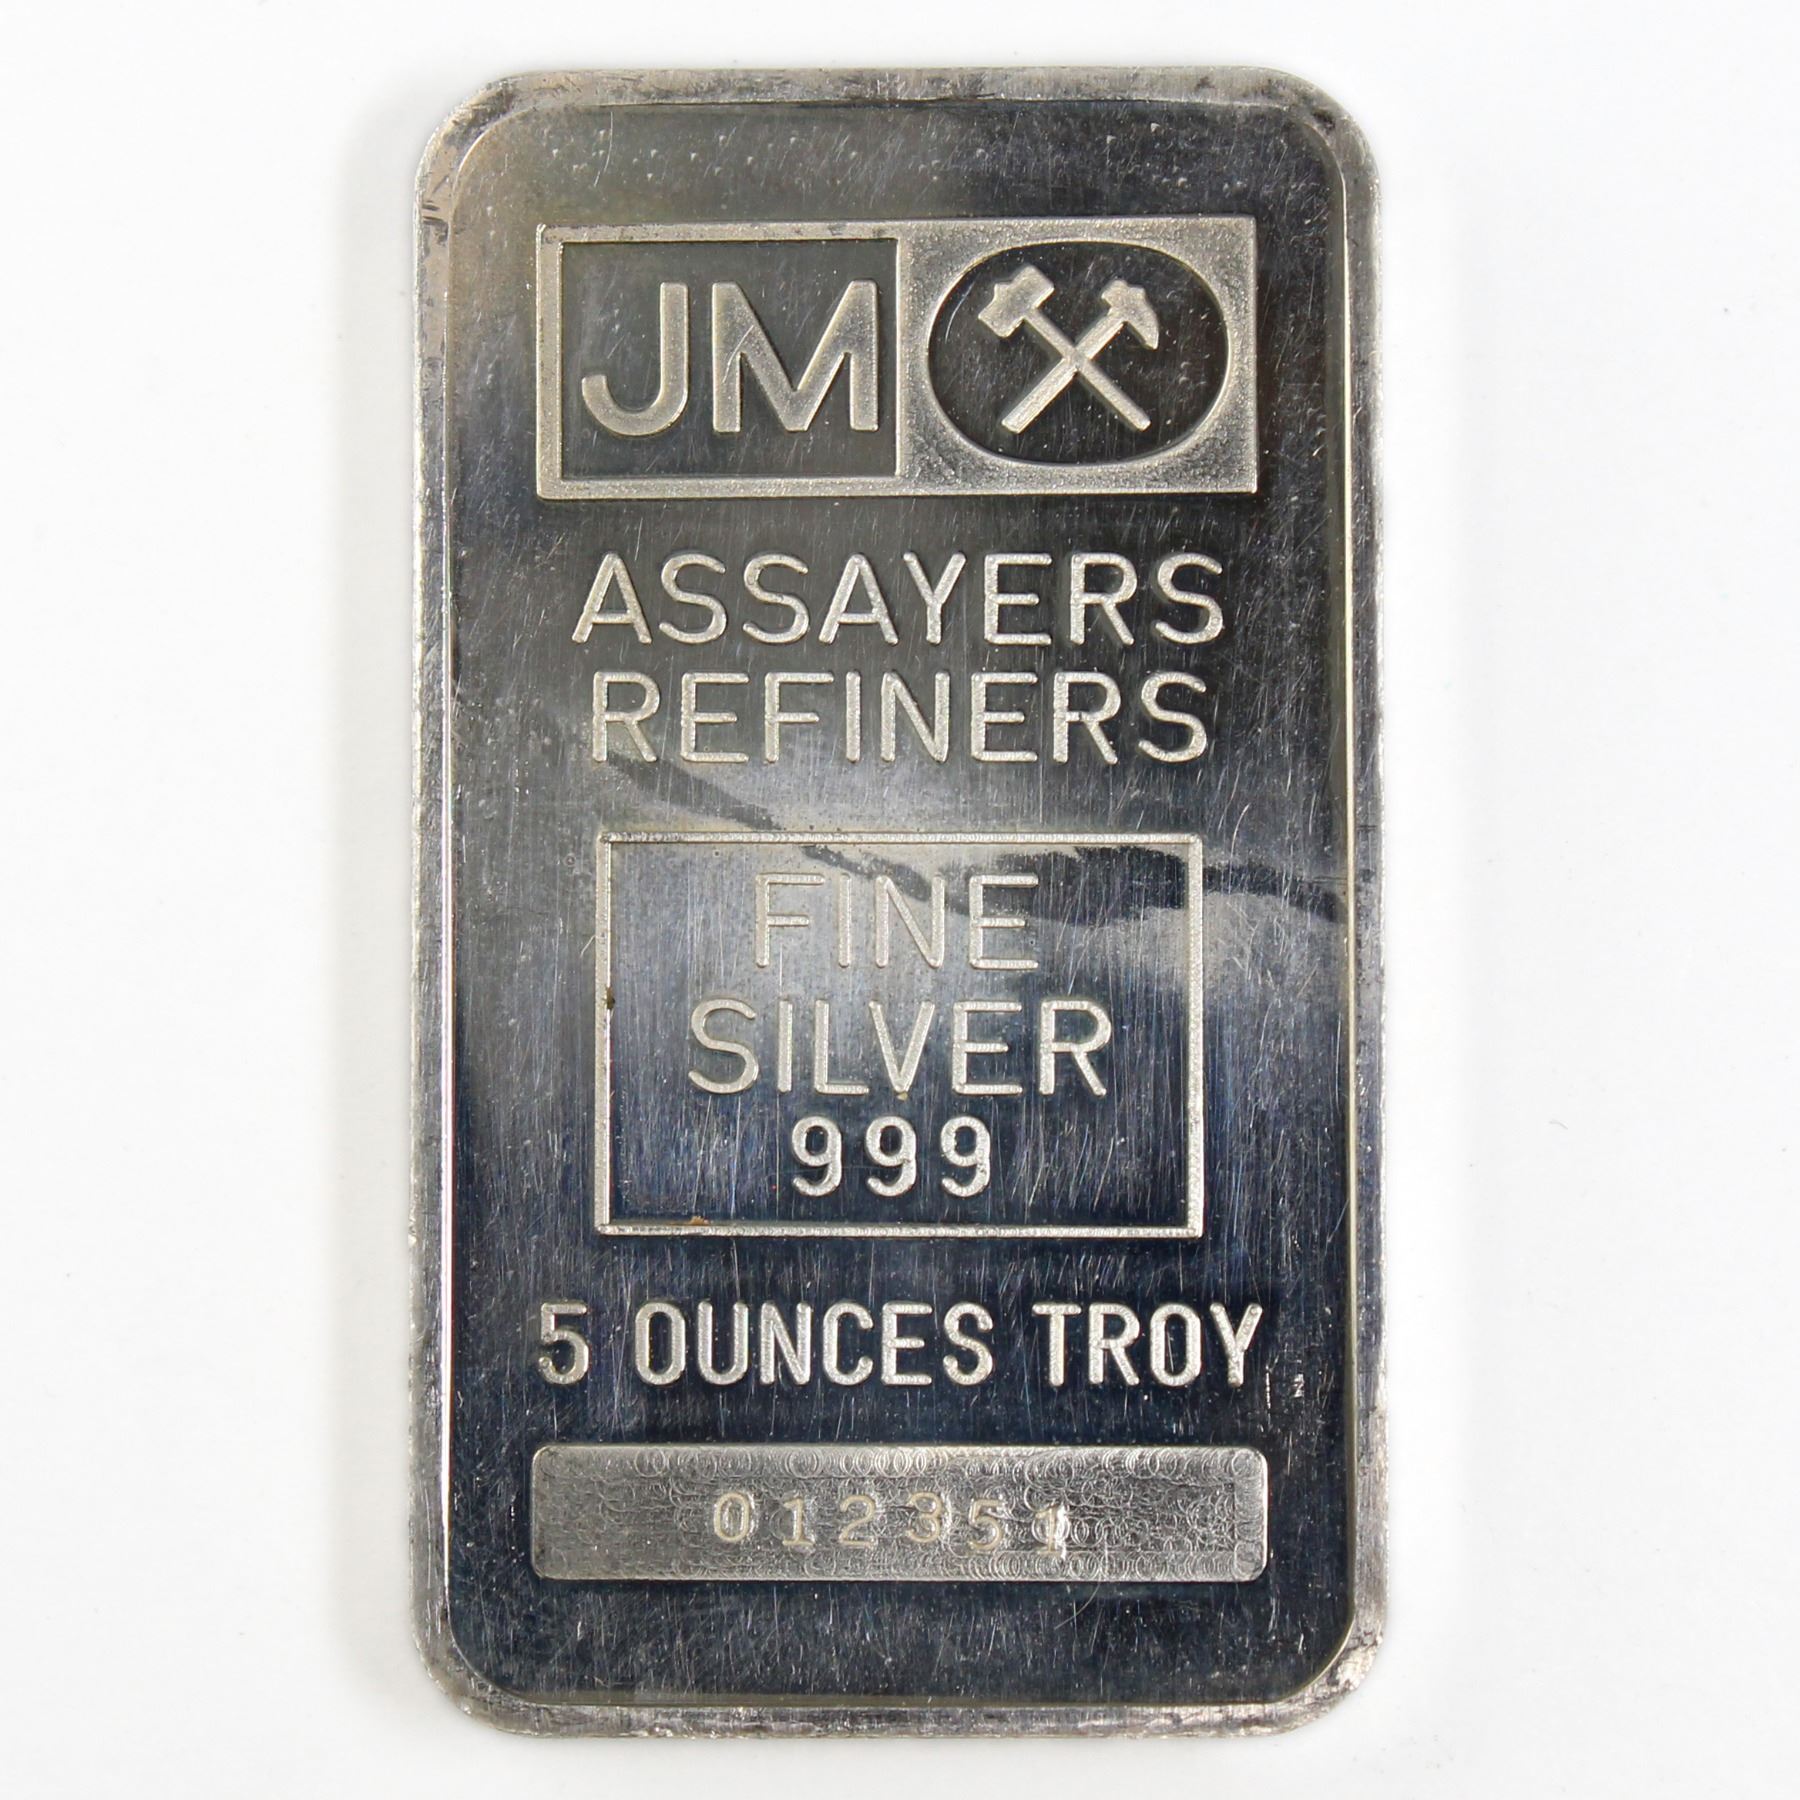 JM
ASSAYERS
REFINERS
FINE
SILVER
999
5 OUNCES TROY
012351